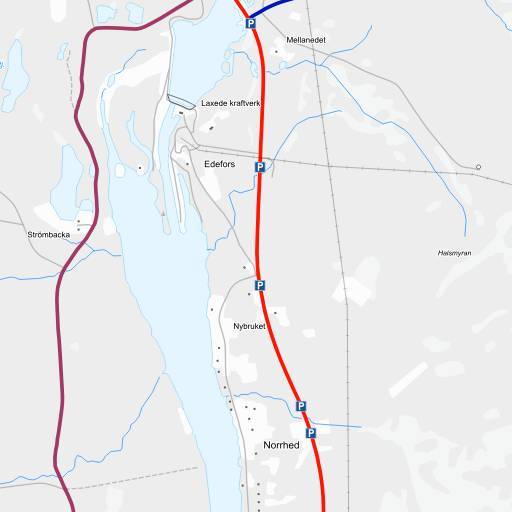 P
Mellanedet
Laxede kraftverk
Edefors
P
Strömbacka
Halsmyran
P
Nybruket
P
P
Norrhed